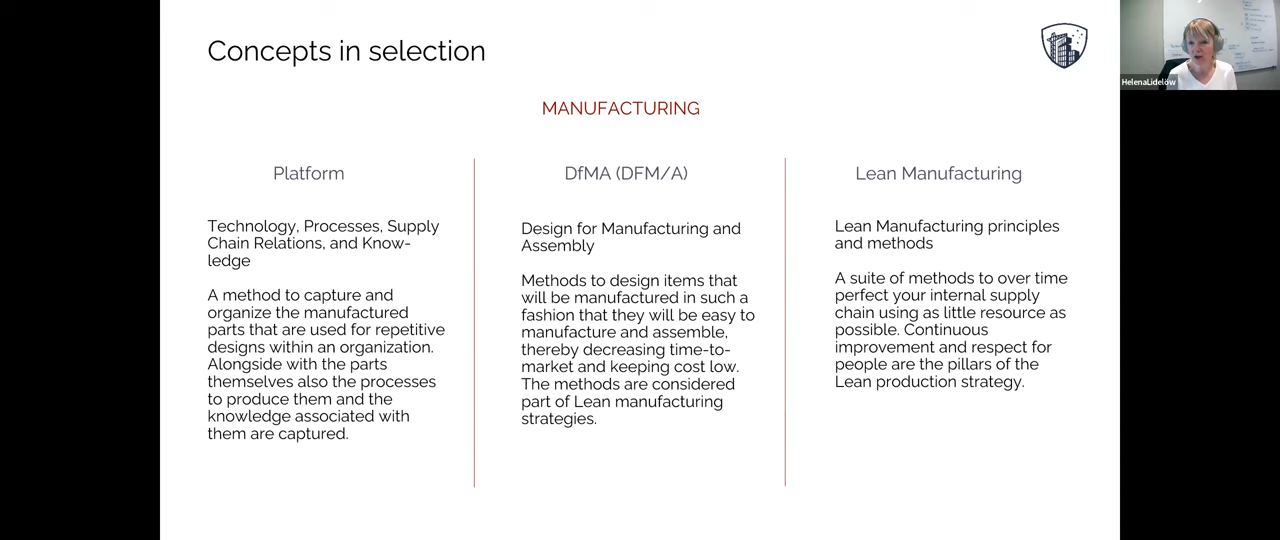 Concepts in selection
HelenaLidelöw
MANUFACTURING
Platform
Technology, Processes, Supply
Chain Relations, and Know-
ledge
A method to capture and
organize the manufactured
parts that are used for repetitive
designs within an organization.
Alongside with the parts
themselves also the processes
to produce them and the
knowledge associated with
them are captured.
DfMA (DFM/A)
Design for Manufacturing and
Assembly
Methods to design items that
will be manufactured in such a
fashion that they will be easy to
manufacture and assemble,
thereby decreasing time-to-
market and keeping cost low.
The methods are considered
part of Lean manufacturing
strategies.
Lean Manufacturing
Lean Manufacturing principles
and methods
A suite of methods to over time
perfect your internal supply
chain using as little resource as
possible. Continuous
improvement and respect for
people are the pillars of the
Lean production strategy.